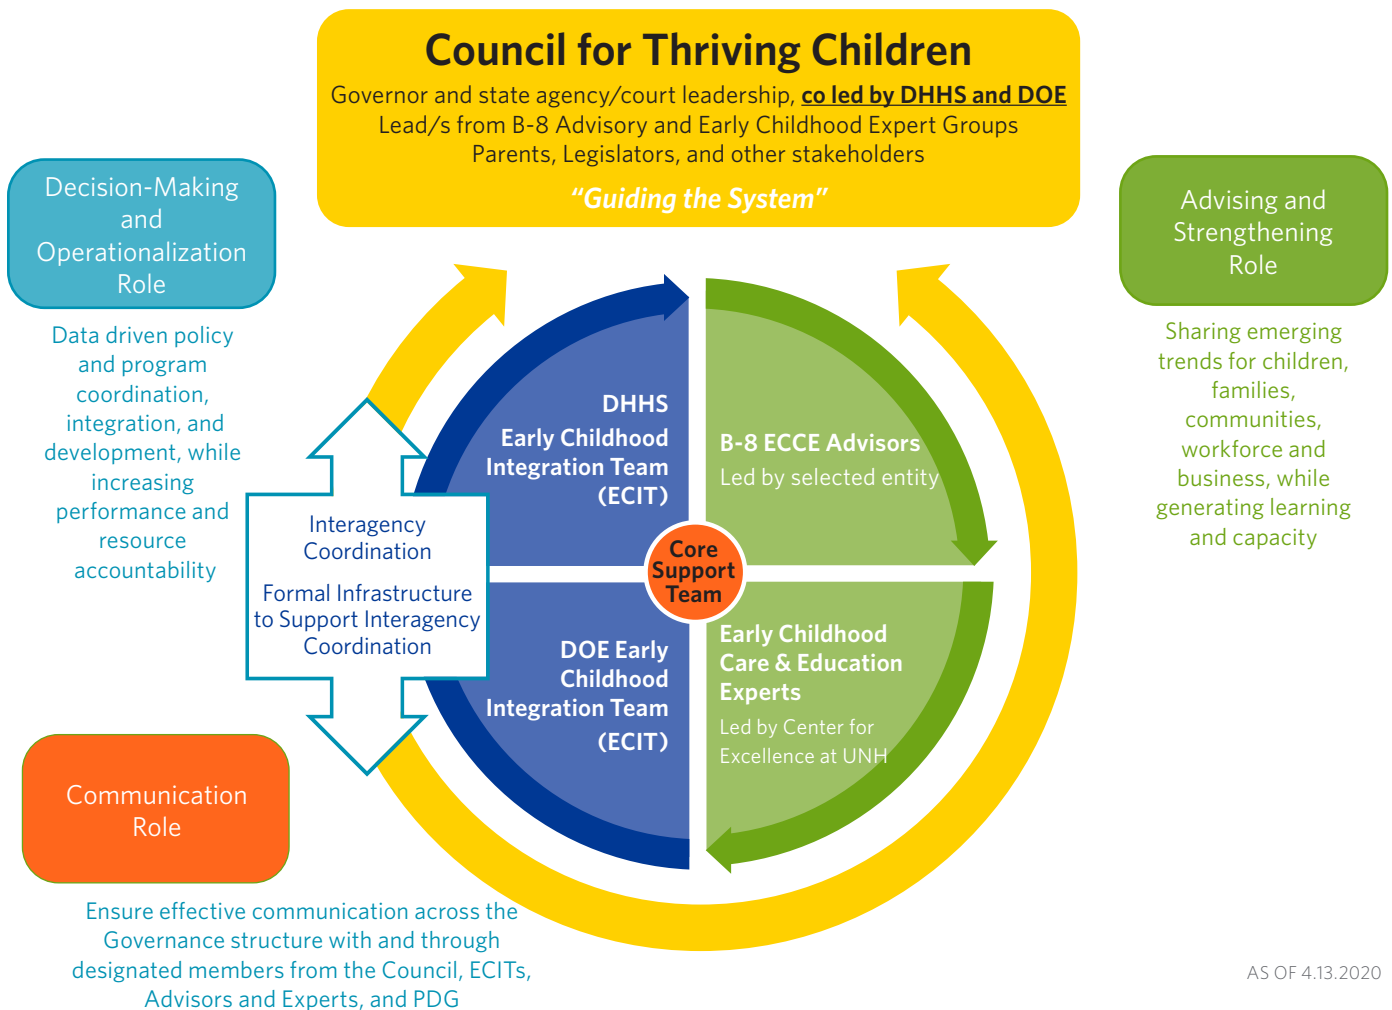 Council for Thriving Children
Governor and state agency/court leadership, co led by DHHS and DOE
Lead/s from B-8 Advisory and Early Childhood Expert Groups
Parents, Legislators, and other stakeholders
“Guiding the System”
Decision-Making
and
Operationalization
Role
Data driven policy
and program
coordination,
integration, and
development, while
increasing
performance and
resource
accountability
Advising and
Strengthening
Role
Sharing emerging
trends for children,
families,
communities,
workforce and
business, while
generating learning
and capacity
DHHS
Early Childhood
Integration Team
(ECIT)
B-8 ECCE Advisors
Led by selected entity
Interagency
Coordination
Formal Infrastructure
to Support Interagency
Coordination
Core
Support
Team
DOE Early
Childhood
Integration Team
(ECIT)
Early Childhood
Care & Education
Experts
Led by Center for
Excellence at UNH
Communication
Role
Ensure effective communication across the
Governance structure with and through
designated members from the Council, ECITs,
Advisors and Experts, and PDG
AS OF 4.13.2020